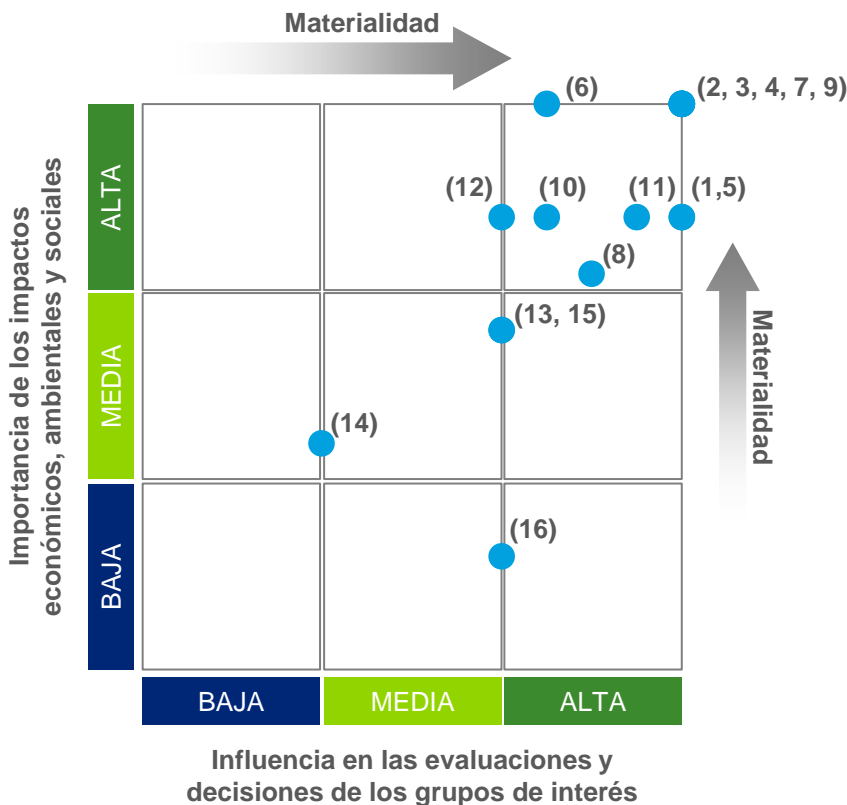 Materialidad
(6)
(2, 3, 4, 7, 9)
(12)
(10)
(11)
(1,5)
(8)
(13, 15)
(14)
(16)
Importancia de los impactos
económicos, ambientales y sociales
ALTA
MEDIA
BAJA
Materialidad
BAJA
MEDIA
ALTA
Influencia en las evaluaciones y
decisiones de los grupos de interés